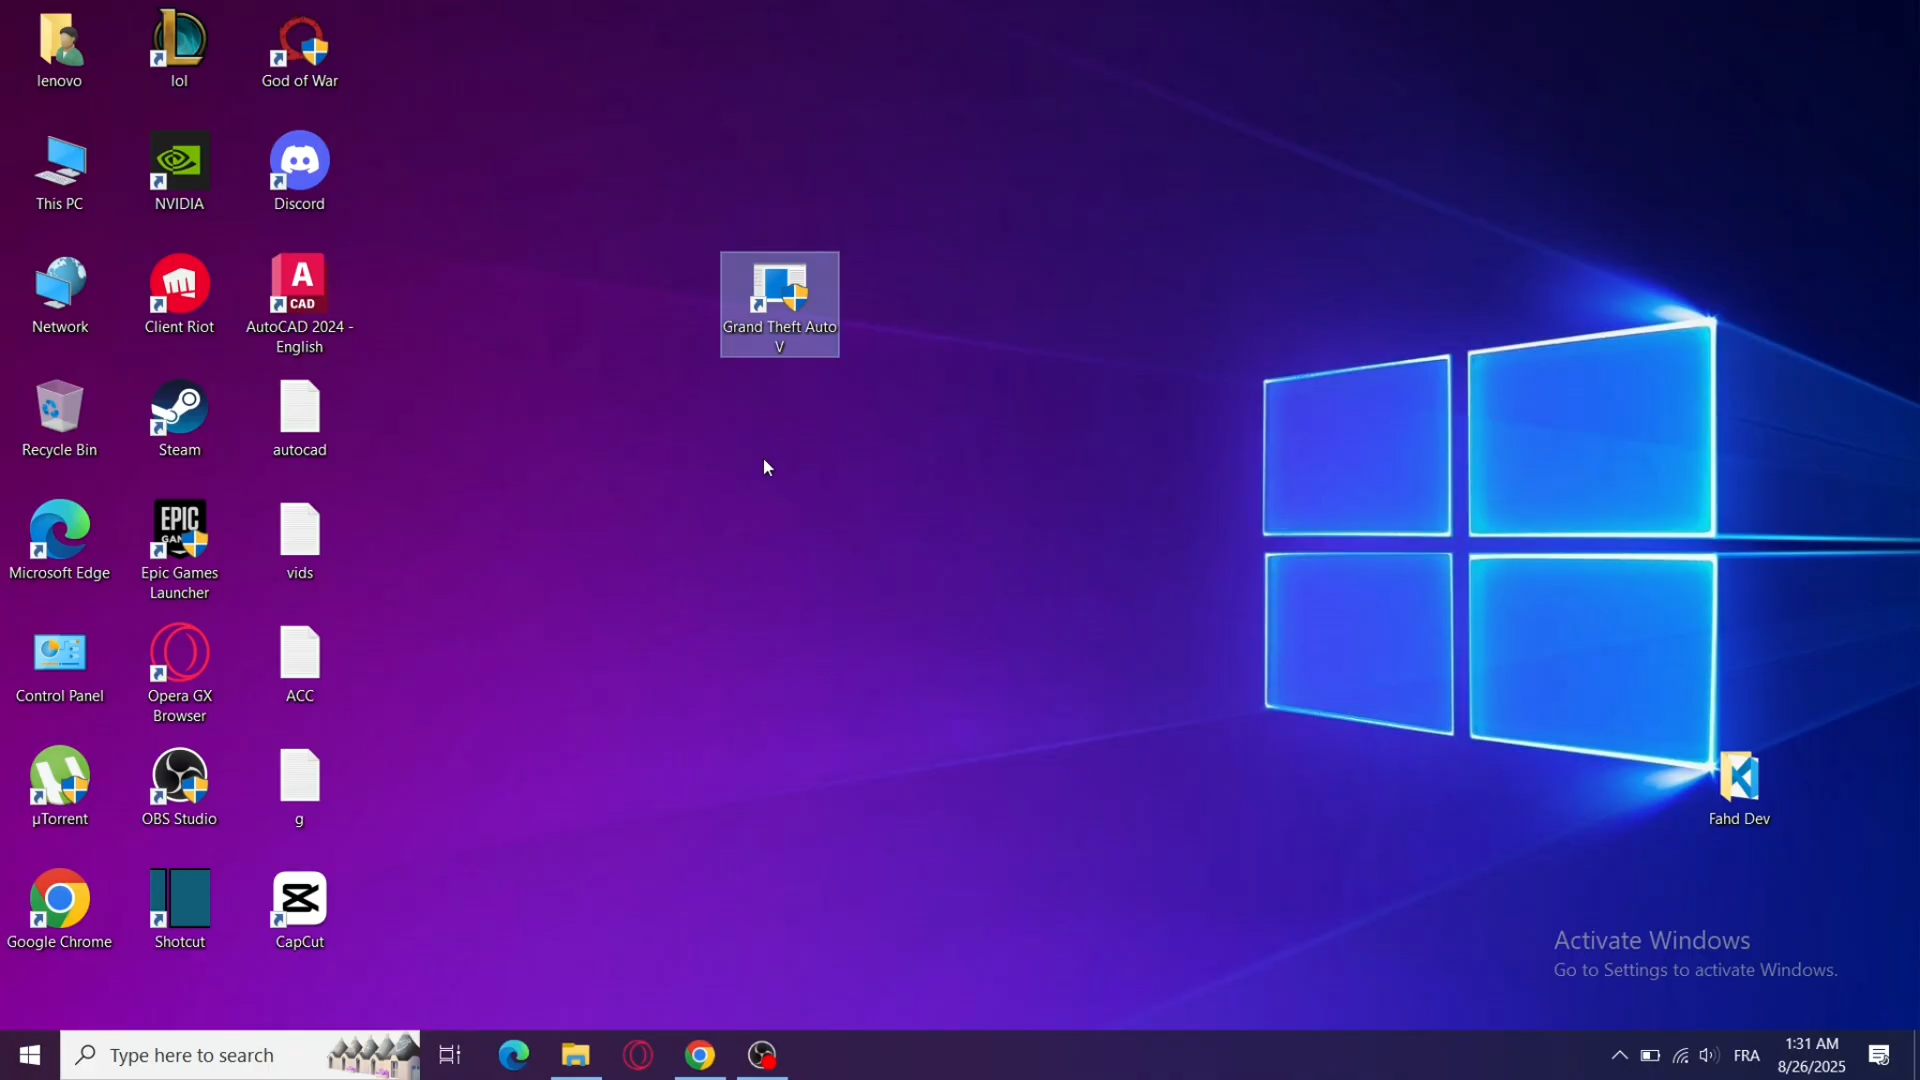 lenovo
lol
God of War
This PC
NVIDIA
Discord
Network
Client Riot
A
CAD
AutoCAD 2024 -
English
Grand Theft Auto
V
Recycle Bin
Steam
autocad
Microsoft Edge
EPIC
GAM
Epic Games
Launcher
vids
Control Panel
Opera GX
Browser
ACC
µTorrent
OBS Studio
g
Fahd Dev
Google Chrome
Shotcut
CapCut
Activate Windows
Go to Settings to activate Windows.
Type here to search
FRA
1:31 AM
8/26/2025